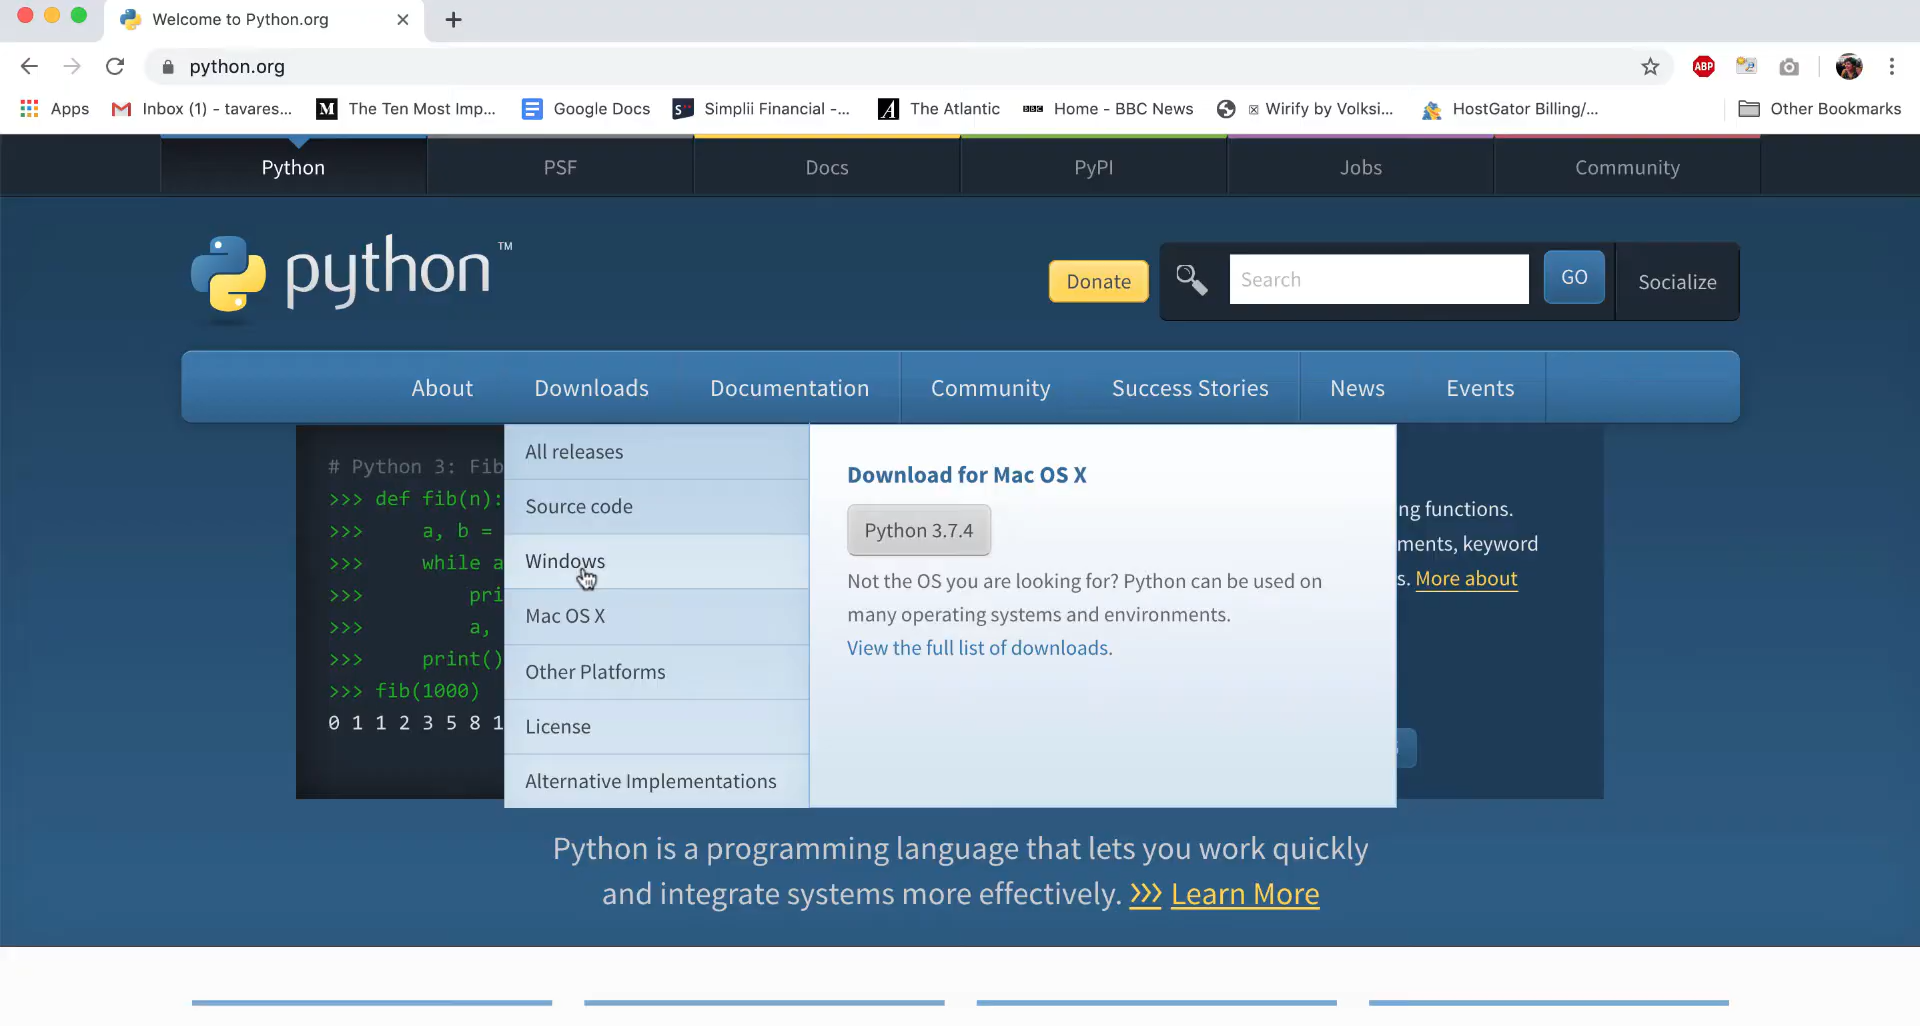 Welcome to Python.org
python.org
ABP
Apps
Inbox (1) - tavares...
M
The Ten Most Imp...
Google Docs
Simplii Financial -...
A
The Atlantic
BBC
Home - BBC News
Wirify by Volksi...
HostGator Billing/...
Other Bookmarks
Python
PSF
Docs
PyPI
Jobs
Community
python™
Donate
Search
GO
Socialize
About
Downloads
Documentation
Community
Success Stories
News
Events
# Python 3: Fib
>>> def fib(n):
>>> a, b =
>>> while a
>>> pri
>>> a,
>>> print()
>>> fib(1000)
0 1 1 2 3 5 8 1
All releases
Source code
Windows
Mac OS X
Other Platforms
License
Alternative Implementations
Download for Mac OS X
Python 3.7.4
Not the OS you are looking for? Python can be used on
many operating systems and environments.
View the full list of downloads.
ng functions.
ments, keyword
s. More about
Python is a programming language that lets you work quickly
and integrate systems more effectively. >>> Learn More